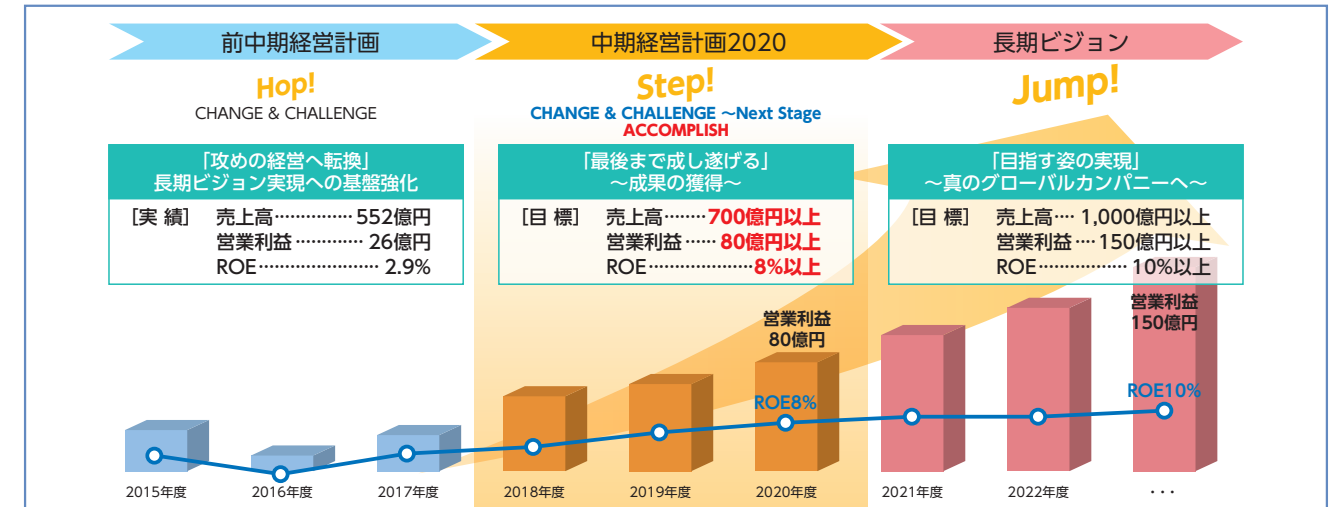 前中期経営計画
中期経営計画2020
長期ビジョン
Hop!
CHANGE & CHALLENGE
Step!
CHANGE & CHALLENGE ～Next Stage
ACCOMPLISH
Jump!
「攻めの経営へ転換」
長期ビジョン実現への基盤強化
［実 績］ 売上高 ·············· 552億円
営業利益 ············· 26億円
ROE ······················· 2.9%
「最後まで成し遂げる」
～成果の獲得～
［目 標］ 売上高 ········ 700億円以上
営業利益 ······ 80億円以上
ROE ···················· 8%以上
「目指す姿の実現」
～真のグローバルカンパニーへ～
［目 標］ 売上高 ···· 1,000億円以上
営業利益 ···· 150億円以上
ROE ················· 10%以上
営業利益
80億円
営業利益
150億円
ROE8%
ROE10%
2015年度
2016年度
2017年度
2018年度
2019年度
2020年度
2021年度
2022年度
···